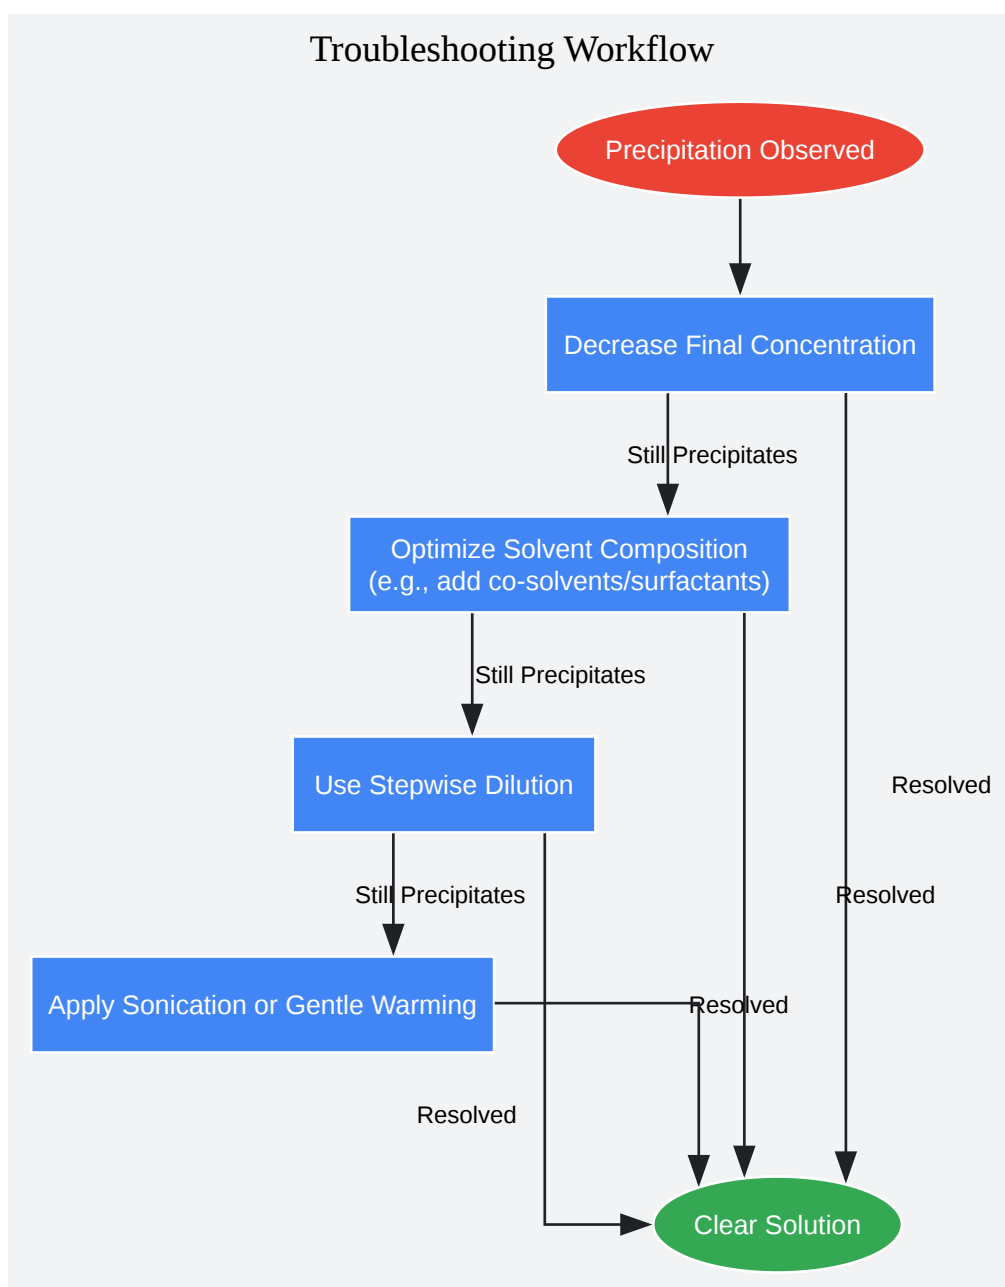 Troubleshooting Workflow
Precipitation Observed
Decrease Final Concentration
Still Precipitates
Optimize Solvent Composition
(e.g., add co-solvents/surfactants)
Still Precipitates
Use Stepwise Dilution
Resolved
Still Precipitates
Resolved
Apply Sonication or Gentle Warming
Resolved
Resolved
Clear Solution